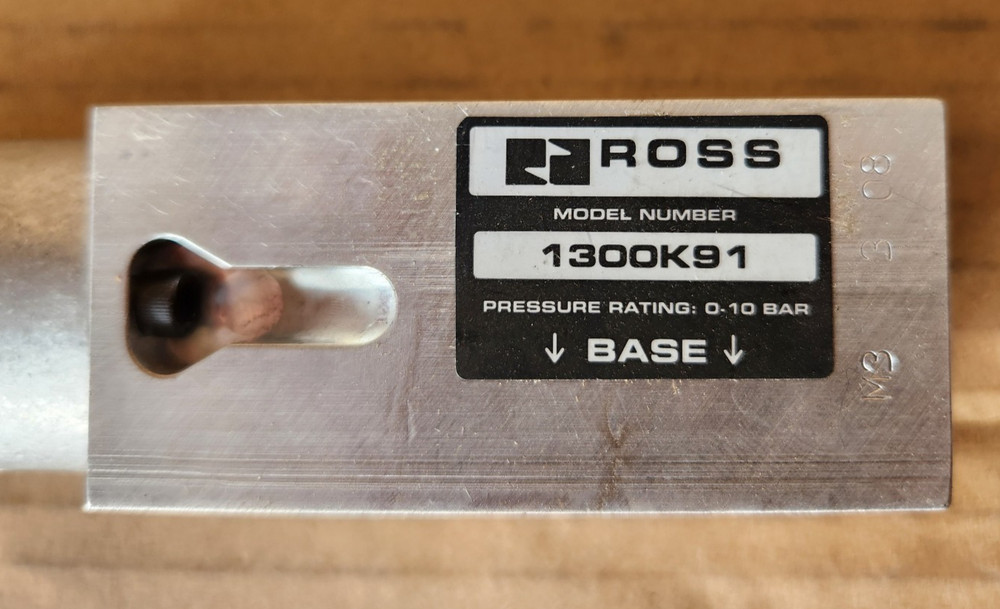 ROSS
MODEL NUMBER
1300K91
PRESSURE RATING: 0-10 BAR
↓ BASE ↓
M3 3 08